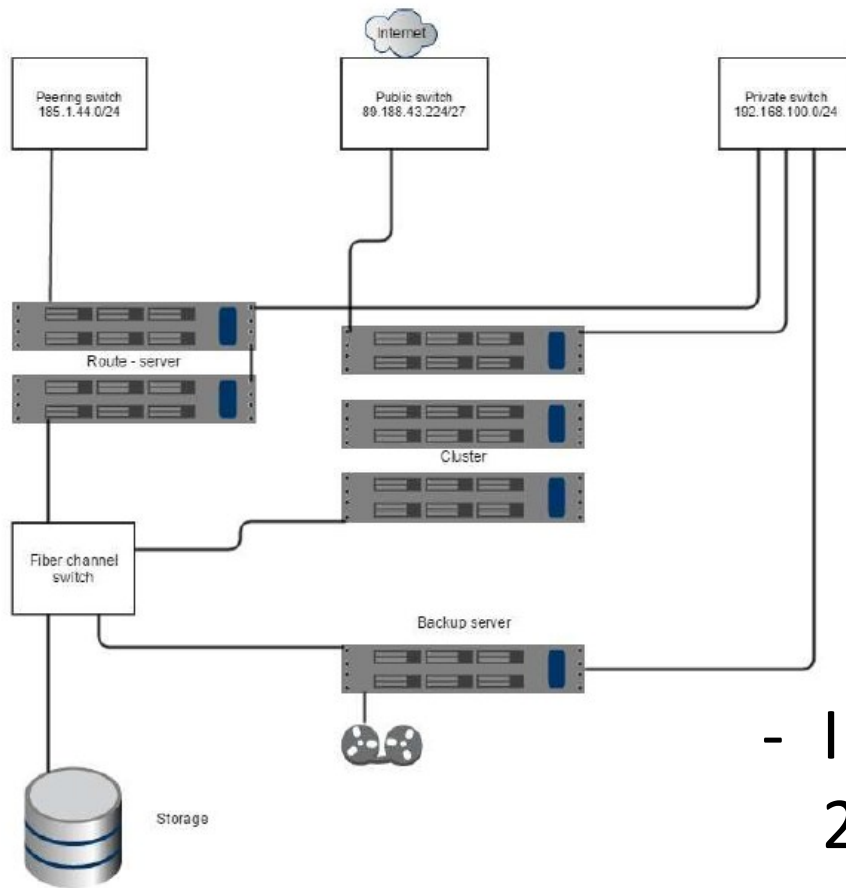 Internet
Peering switch
185.1.44.0/24
Public switch
89.188.43.224/27
Private switch
192.168.100.0/24
Route - server
Cluster
Fiber channel
switch
Backup server
Storage
-
2